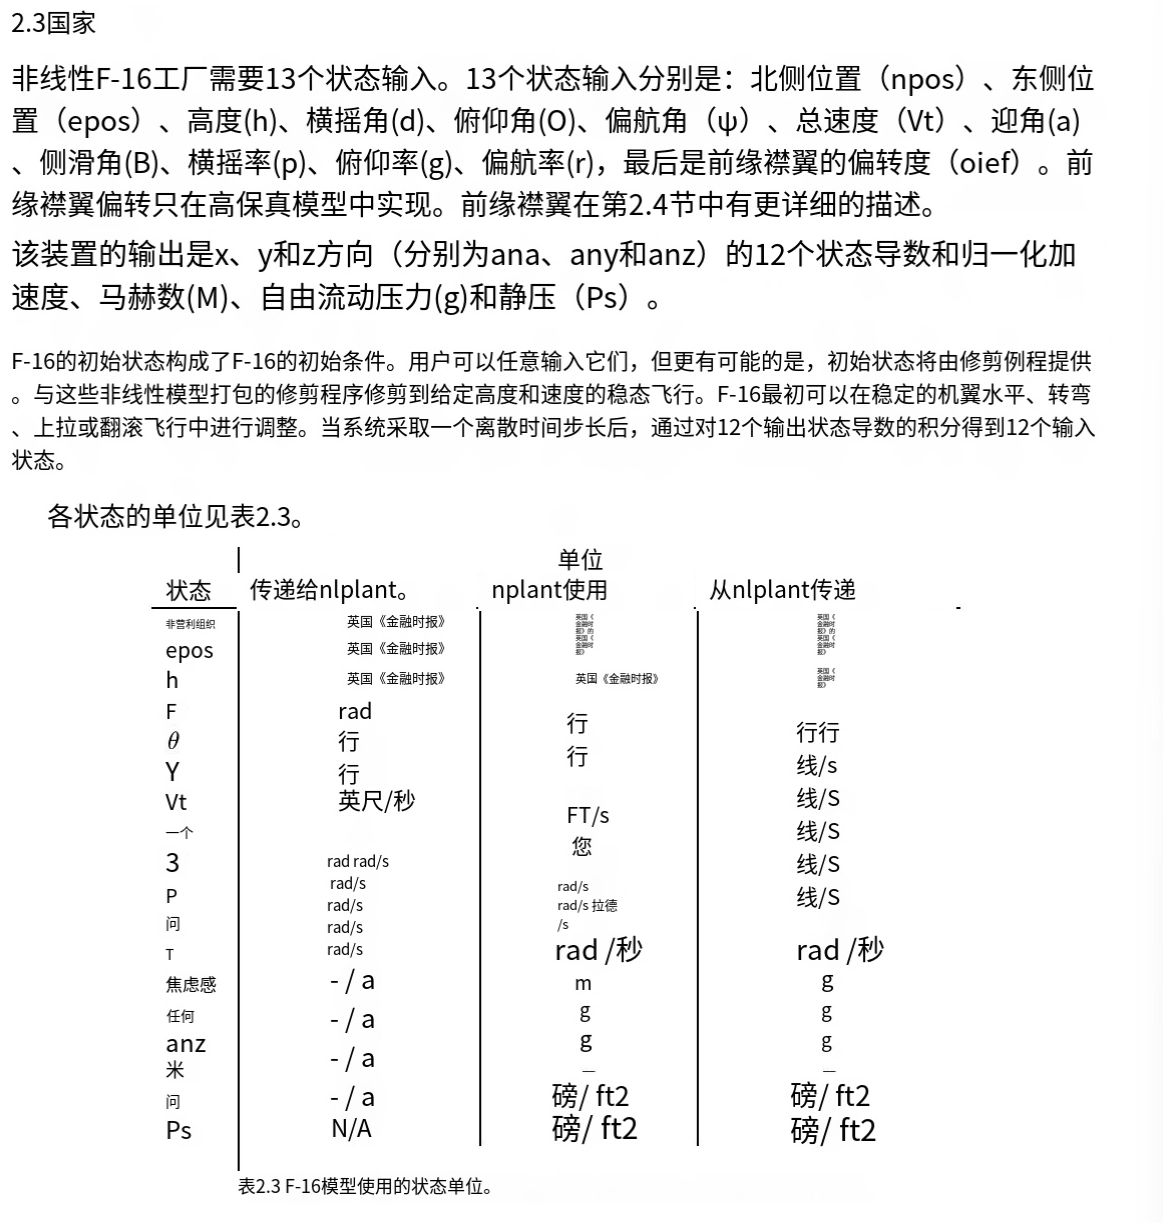 2.3国家
非线性F-16工厂需要13个状态输入。13个状态输入分别是：北侧位置（npos）、东侧位
置（epos）、高度(h)、横摇角(d)、俯仰角(O)、偏航角（ψ）、总速度（Vt）、迎角(a)
、侧滑角(B)、横摇率(p)、俯仰率(g)、偏航率(r)，最后是前缘襟翼的偏转度（oief）。前
缘襟翼偏转只在高保真模型中实现。前缘襟翼在第2.4节中有更详细的描述。
该装置的输出是x、y和z方向（分别为ana、any和anz）的12个状态导数和归一化加
速度、马赫数(M)、自由流动压力(g)和静压（Ps）。
F-16的初始状态构成了F-16的初始条件。用户可以任意输入它们，但更有可能的是，初始状态将由修剪例程提供
。与这些非线性模型打包的修剪程序修剪到给定高度和速度的稳态飞行。F-16最初可以在稳定的机翼水平、转弯
、上拉或翻滚飞行中进行调整。当系统采取一个离散时间步长后，通过对12个输出状态导数的积分得到12个输入
状态。
各状态的单位见表2.3。
单位
状态 传递给nlplant。 nplant使用 从nlplant传递
非营利组织 英国《金融时报》 英国《金融时报》的 英国《金融时报》的
epos 英国《金融时报》 英国《金融时报》 英国《金融时报》
h 英国《金融时报》 英国《金融时报》 英国《金融时报》
F rad 行 行行
θ 行 行 线/s
Y 行
Vt 英尺/秒 FT/s 线/S
一个 您 线/S
3 rad rad/s 线/S
P rad/s rad/s 线/S
问 rad/s rad/s 拉德
/s
T rad/s rad /秒 rad /秒
rad/s
焦虑感 - / a m g
任何 - / a g g
anz - / a g g
米 — —
问 - / a 磅/ ft2 磅/ ft2
Ps N/A 磅/ ft2 磅/ ft2
表2.3 F-16模型使用的状态单位。